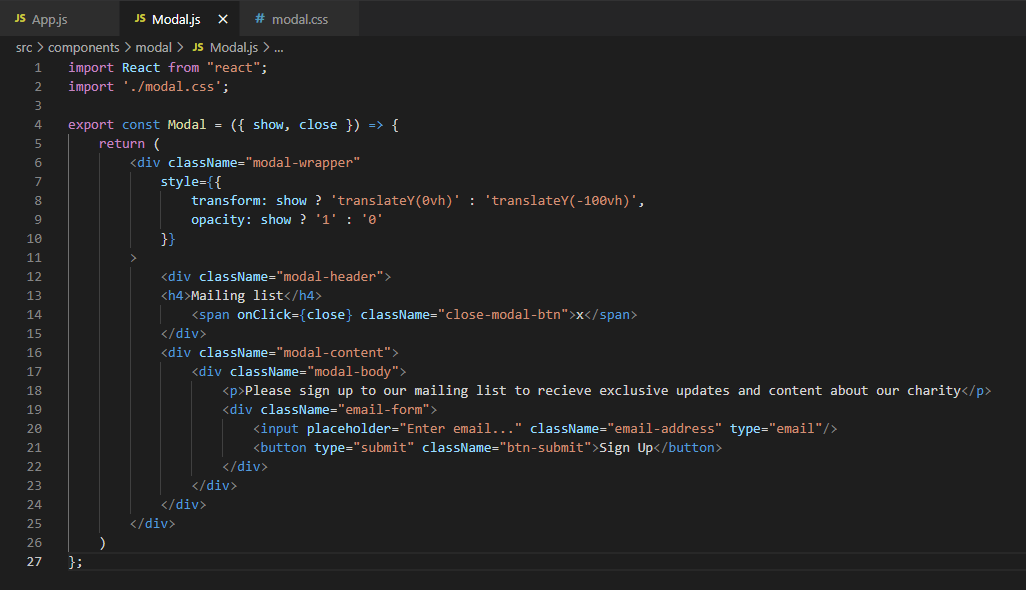 JS App.js JS Modal.js × # modal.css
src > components > modal > JS Modal.js > ...
1 import React from "react";
2 import './modal.css';
3
4 export const Modal = ({ show, close }) => {
5 return (
6 <div className="modal-wrapper"
7 style={{
8 transform: show ? 'translateY(0vh)' : 'translateY(-100vh)',
9 opacity: show ? '1' : '0'
10 }}
11 >
12 <div className="modal-header">
13 <h4>Mailing list</h4>
14 <span onClick={close} className="close-modal-btn">x</span>
15 </div>
16 <div className="modal-content">
17 <div className="modal-body">
18 <p>Please sign up to our mailing list to recieve exclusive updates and content about our charity</p>
19 <div className="email-form">
20 <input placeholder="Enter email..." className="email-address" type="email"/>
21 <button type="submit" className="btn-submit">Sign Up</button>
22 </div>
23 </div>
24 </div>
25 </div>
26 )
27 };